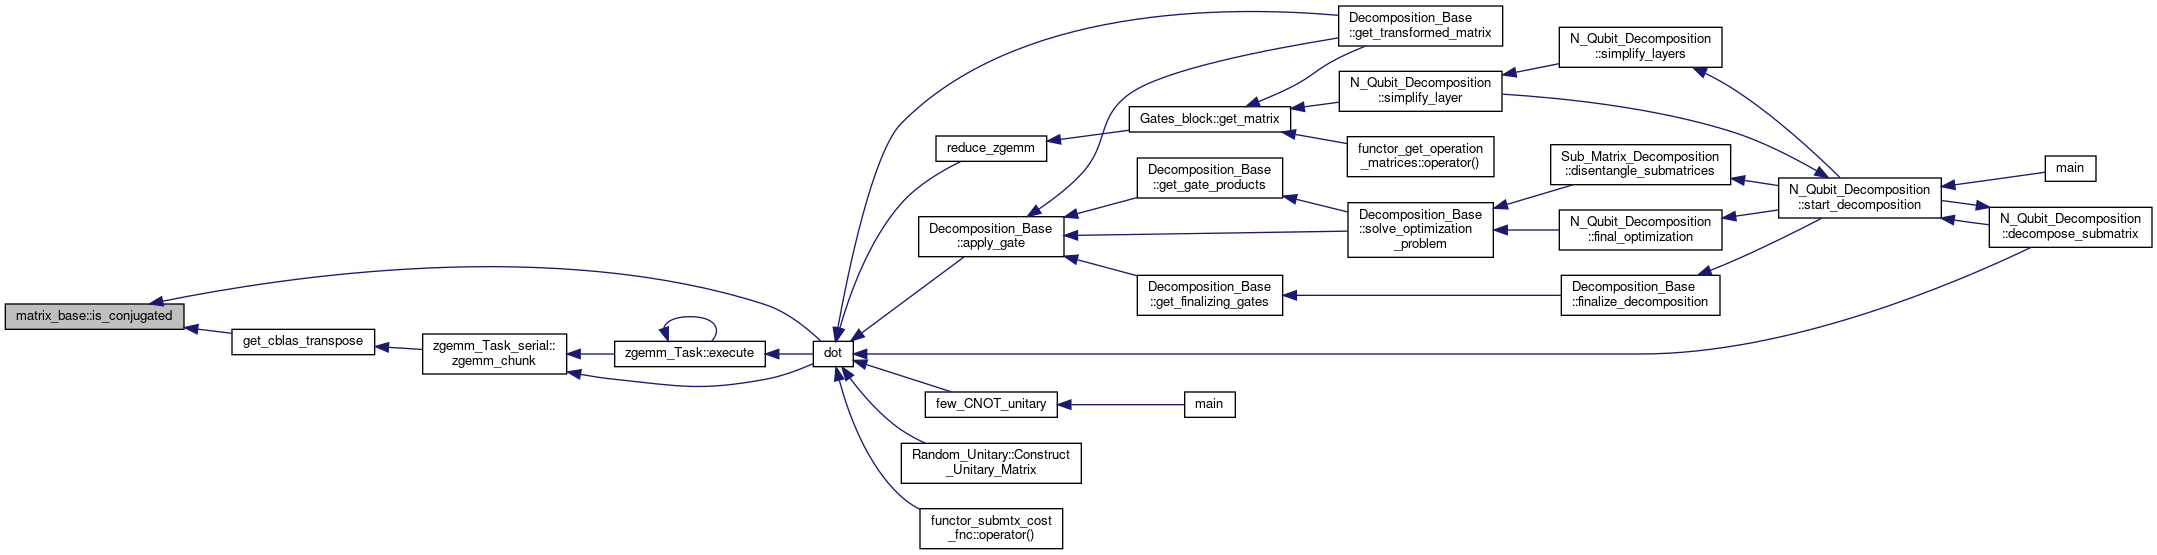 matrix_base::is_conjugated
get_cblas_transpose
zgemm_Task_serial::
zgemm_chunk
zgemm_Task::execute
dot
Decomposition_Base
::get_transformed_matrix
reduce_zgemm
Gates_block::get_matrix
N_Qubit_Decomposition
::simplify_layer
N_Qubit_Decomposition
::simplify_layers
functor_get_operation
_matrices::operator()
Decomposition_Base
::apply_gate
Decomposition_Base
::get_gate_products
Decomposition_Base
::solve_optimization
_problem
Decomposition_Base
::get_finalizing_gates
Sub_Matrix_Decomposition
::disentangle_submatrices
N_Qubit_Decomposition
::final_optimization
Decomposition_Base
::finalize_decomposition
N_Qubit_Decomposition
::start_decomposition
main
N_Qubit_Decomposition
::decompose_submatrix
few_CNOT_unitary
main
Random_Unitary::Construct
_Unitary_Matrix
functor_submtx_cost
_fnc::operator()